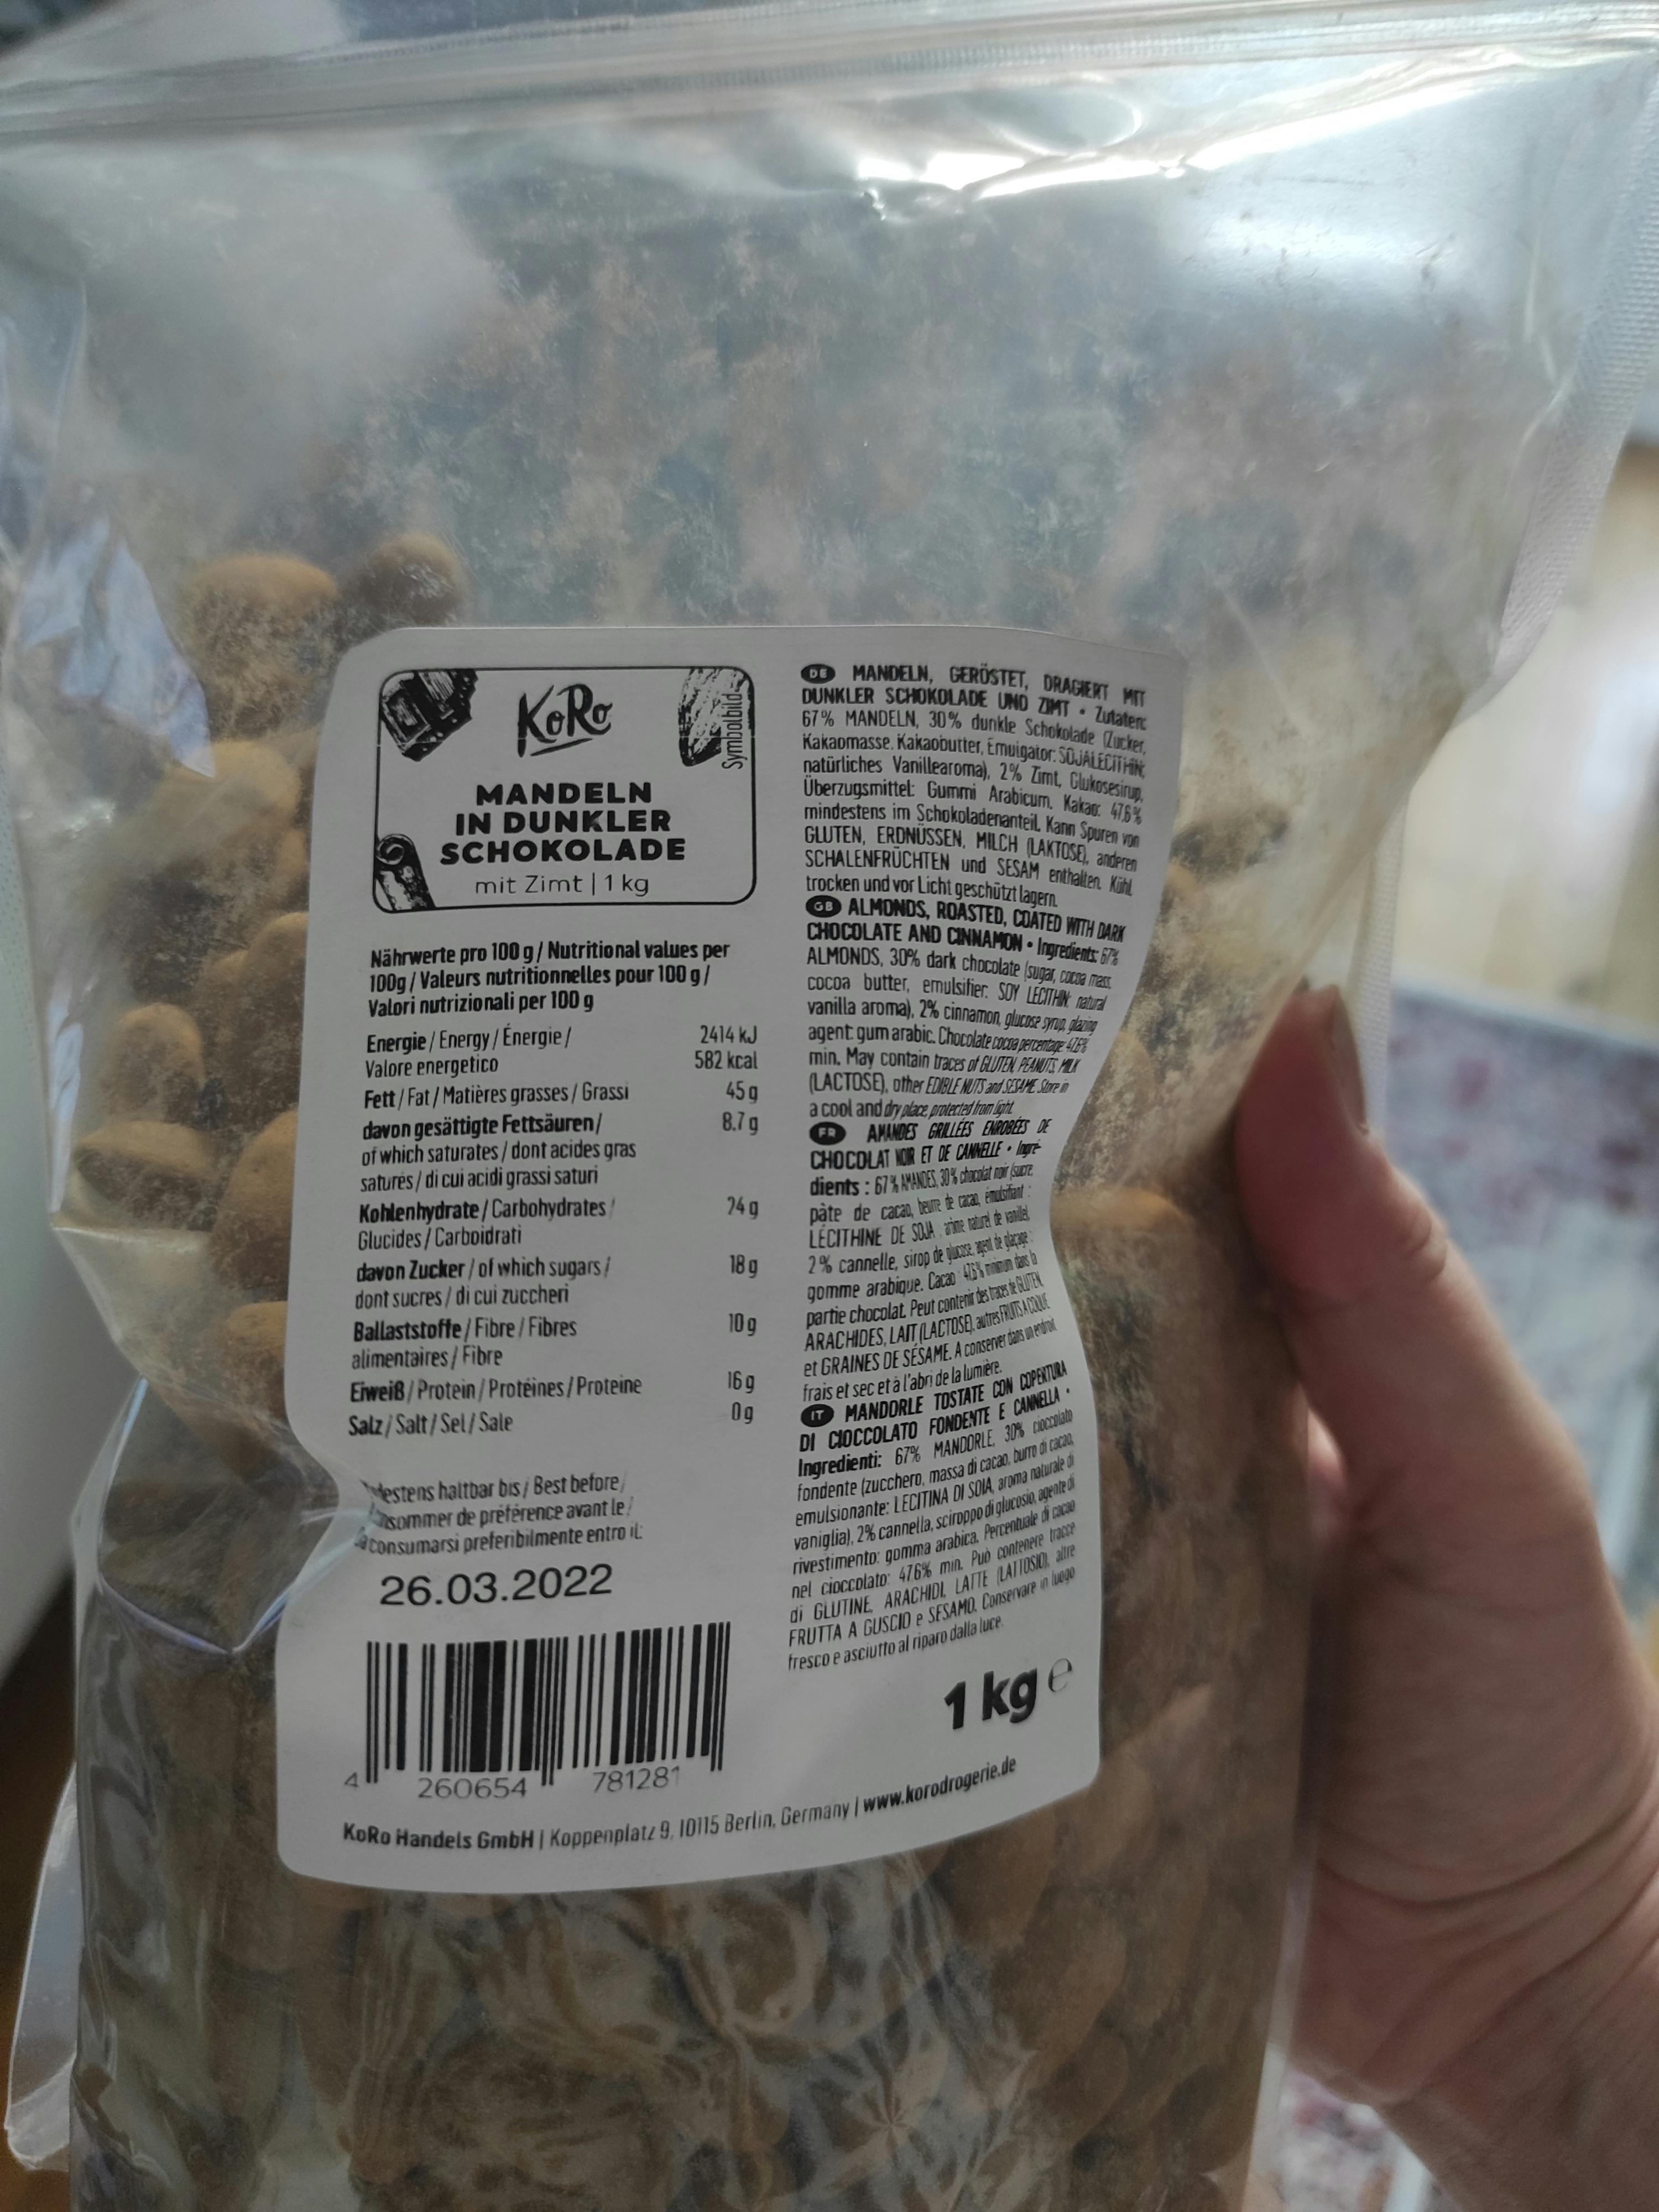 KoRo
Symbolbild
MANDELN
IN DUNKLER
SCHOKOLADE
mit Zimt | 1 kg
Nährwerte pro 100 g / Nutritional values per
100g / Valeurs nutritionnelles pour 100 g /
Valori nutrizionali per 100 g
Energie / Energy / Énergie / 2414 kJ
Valore energetico 582 kcal
Fett / Fat / Matières grasses / Grassi 45 g
davon gesättigte Fettsäuren / 8.7 g
of which saturates / dont acides gras
saturés / di cui acidi grassi saturi
Kohlenhydrate / Carbohydrates / 24 g
Glucides / Carboidrati
davon Zucker / of which sugars / 18 g
dont sucres / di cui zuccheri
Ballaststoffe / Fibre / Fibres 10 g
alimentaires / Fibre
Eiweiß / Protein / Protéines / Proteine 16 g
Salz / Salt / Sel / Sale 0 g
destens haltbar bis / Best before /
nsommer de préférence avant le /
a consumarsi preferibilmente entro il:
26.03.2022
4 260654 781281
DE MANDELN, GERÖSTET, DRAGIERT MIT
DUNKLER SCHOKOLADE UND ZIMT • Zutaten:
67% MANDELN, 30% dunkle Schokolade (Zucker,
Kakaomasse, Kakaobutter, Emulgator: SOJALECITHIN;
natürliches Vanillearoma), 2% Zimt, Glukosesirup,
Überzugsmittel: Gummi Arabicum. Kakao: 47,6%
mindestens im Schokoladenanteil. Kann Spuren von
GLUTEN, ERDNÜSSEN, MILCH (LAKTOSE), anderen
SCHALENFRÜCHTEN und SESAM enthalten. Kühl,
trocken und vor Licht geschützt lagern.
GB ALMONDS, ROASTED, COATED WITH DARK
CHOCOLATE AND CINNAMON • Ingredients: 67%
ALMONDS, 30% dark chocolate (sugar, cocoa mass,
cocoa butter, emulsifier: SOY LECITHIN; natural
vanilla aroma), 2% cinnamon, glucose syrup, glazing
agent: gum arabic. Chocolate cocoa percentage: 47.6%
min. May contain traces of GLUTEN, PEANUTS, MILK
(LACTOSE), other EDIBLE NUTS and SESAME. Store in
a cool and dry place, protected from light.
FR AMANDES GRILLÉES ENROBÉES DE
CHOCOLAT NOIR ET DE CANNELLE • Ingré-
dients : 67% AMANDES, 30% chocolat noir (sucre,
pâte de cacao, beurre de cacao, émulsifiant :
LÉCITHINE DE SOJA arôme naturel de vanille),
2% cannelle, sirop de glucose, agent de glaçage :
gomme arabique. Cacao : 47,6% minimum dans la
partie chocolat. Peut contenir des traces de GLUTEN,
ARACHIDES, LAIT (LACTOSE), autres FRUITS A COQUE
et GRAINES DE SÉSAME. A conserver dans un endroit
frais et sec et à l'abri de la lumière.
IT MANDORLE TOSTATE CON COPERTURA
DI CIOCCOLATO FONDENTE E CANNELLA •
Ingredienti: 67% MANDORLE, 30% cioccolato
fondente (zucchero, massa di cacao, burro di cacao,
emulsionante: LECITINA DI SOIA, aroma naturale di
vaniglia), 2% cannella, sciroppo di glucosio, agente di
rivestimento: gomma arabica. Percentuale di cacao
nel cioccolato: 47,6% min. Può contenere tracce
di GLUTINE, ARACHIDI, LATTE (LATTOSIO), altre
FRUTTA A GUSCIO e SESAMO. Conservare in luogo
fresco e asciutto al riparo dalla luce.
1 kg e
KoRo Handels GmbH | Koppenplatz 9, 10115 Berlin, Germany | www.korodrogerie.de